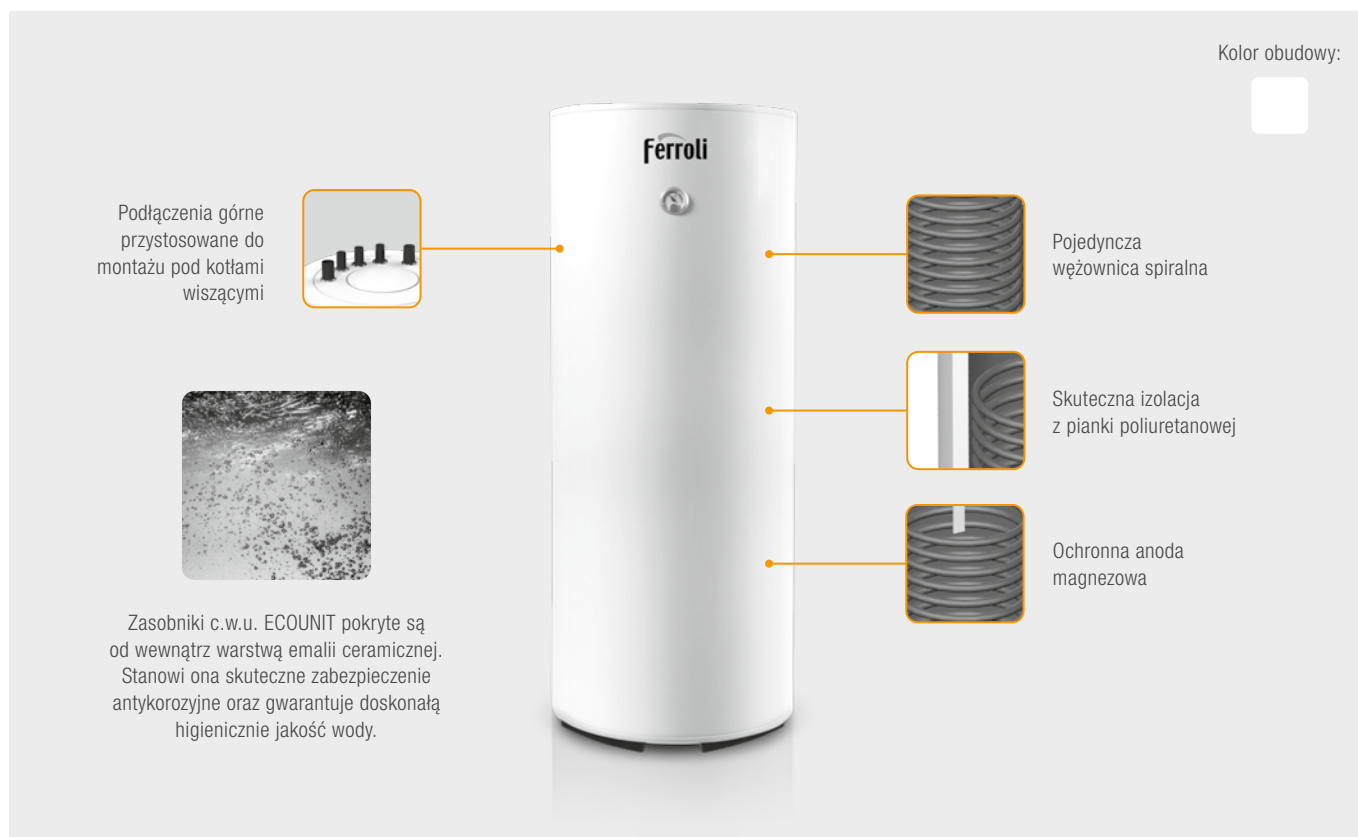 Kolor obudowy:
Ferroli
Podłączenia górne
przystosowane do
montażu pod kotłami
wiszącymi
Pojedyncza
wężownica spiralna
Skuteczna izolacja
z pianki poliuretanowej
Ochronna anoda
magnezowa
Zasobniki c.w.u. ECOUNIT pokryte są
od wewnątrz warstwą emalii ceramicznej.
Stanowi ona skuteczne zabezpieczenie
antykorozyjne oraz gwarantuje doskonałą
higienicznie jakość wody.